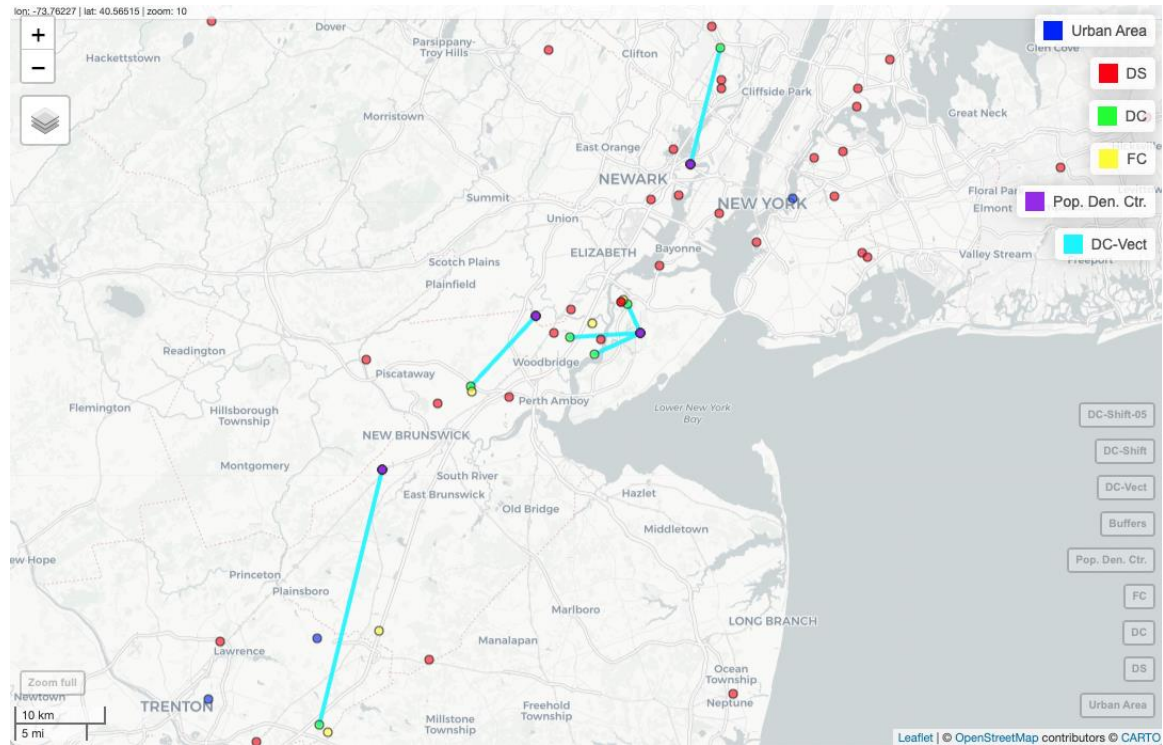 lon: -73.76227 | lat: 40.56515 | zoom: 10
+
−
Hackettstown
Dover
Parsippany-
Troy Hills
Clifton
Cliffside Park
Glen Cove
Great Neck
Morristown
East Orange
NEWARK
NEW YORK
Summit
Union
Floral Par
Elmont
Levittow
Bayonne
ELIZABETH
Valley Stream
Freeport
Scotch Plains
Plainfield
Readington
Woodbridge
Piscataway
Flemington
Hillsborough
Township
Perth Amboy
Lower New York
Bay
NEW BRUNSWICK
Montgomery
South River
East Brunswick
Hazlet
Old Bridge
Middletown
ew Hope
Princeton
Plainsboro
Marlboro
LONG BRANCH
Manalapan
Lawrence
Ocean
Township
Neptune
Newtown
TRENTON
Millstone
Township
Freehold
Township
Urban Area
DS
DC
FC
Pop. Den. Ctr.
DC-Vect
DC-Shift-05
DC-Shift
DC-Vect
Buffers
Pop. Den. Ctr.
FC
DC
DS
Urban Area
Zoom full
10 km
5 mi
Leaflet | © OpenStreetMap contributors © CARTO